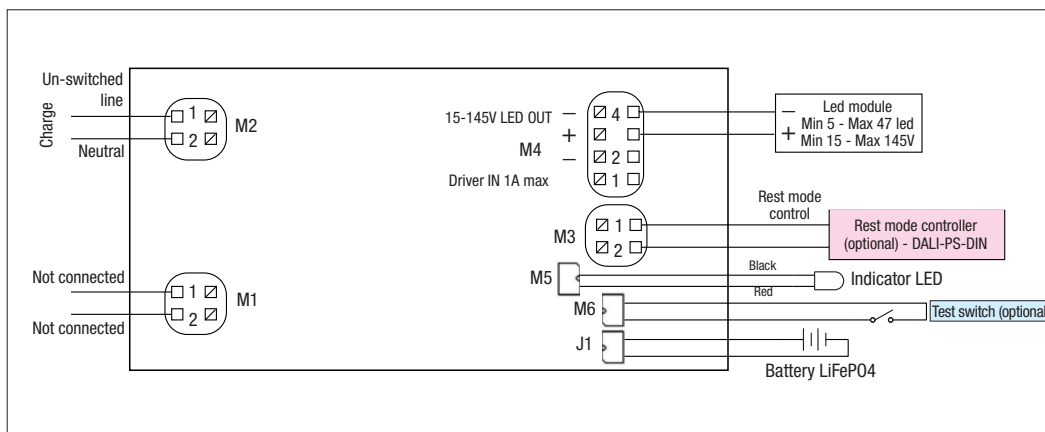 Un-switched
line
Charge
Neutral
1
2
M2
15-145V LED OUT
−
+
−
M4
Driver IN 1A max
4
2
1
−
+
Led module
Min 5 - Max 47 led
Min 15 - Max 145V
Rest mode
control
M3
1
2
Rest mode controller
(optional) - DALI-PS-DIN
Not connected
Not connected
1
2
M1
M5
Black
Red
Indicator LED
M6
Test switch (optional
J1
Battery LiFePO4